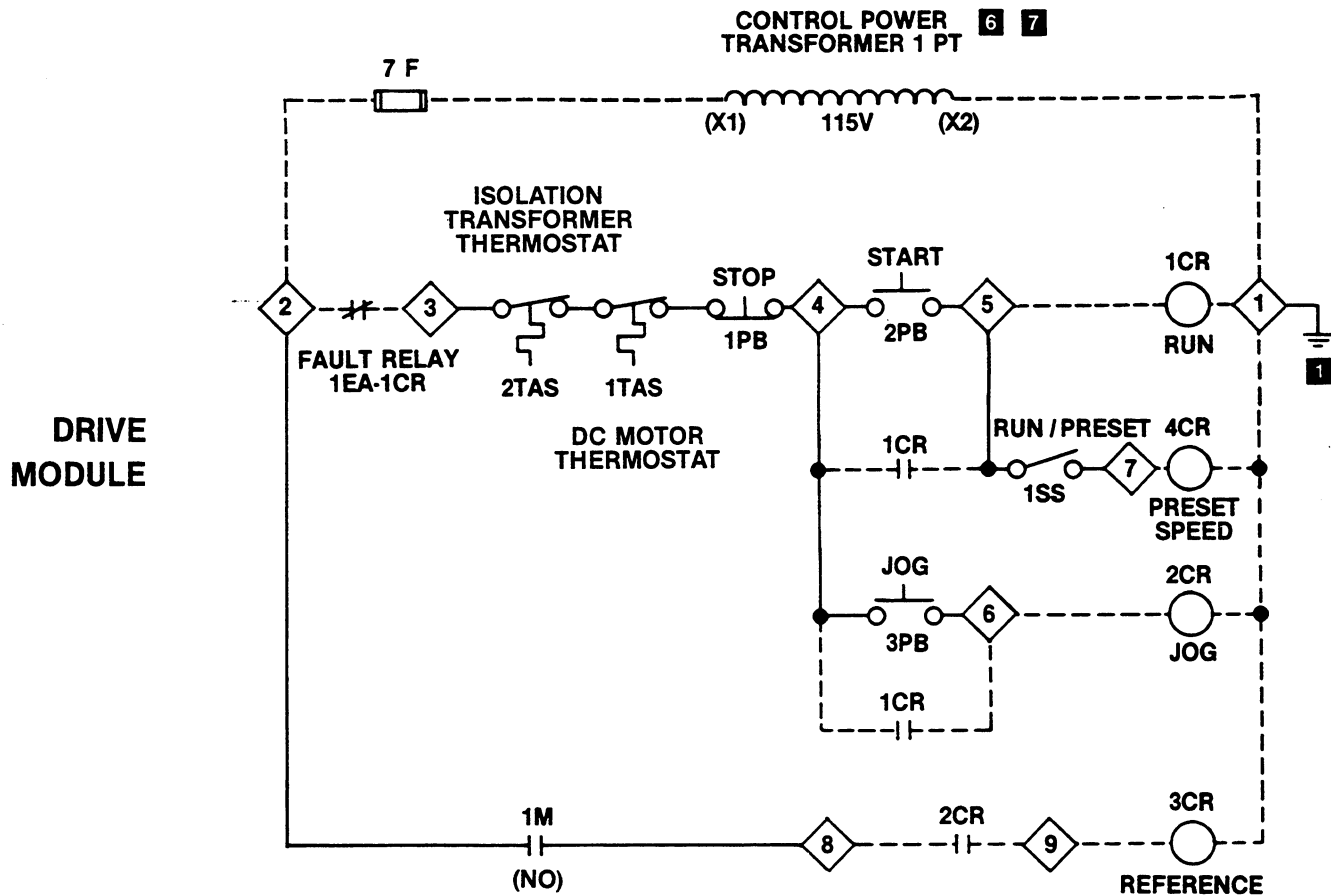 CONTROL POWER 6 7
TRANSFORMER 1 PT
7 F
(X1) 115V (X2)
ISOLATION
TRANSFORMER
THERMOSTAT
STOP
START
1CR
2
3
4
5
1
1PB
2PB
RUN
FAULT RELAY
1EA-1CR
2TAS
1TAS
1
DC MOTOR
THERMOSTAT
DRIVE
MODULE
1CR
RUN / PRESET
4CR
7
1SS
PRESET
SPEED
JOG
2CR
6
3PB
JOG
1CR
1M
2CR
3CR
8
9
(NO)
REFERENCE